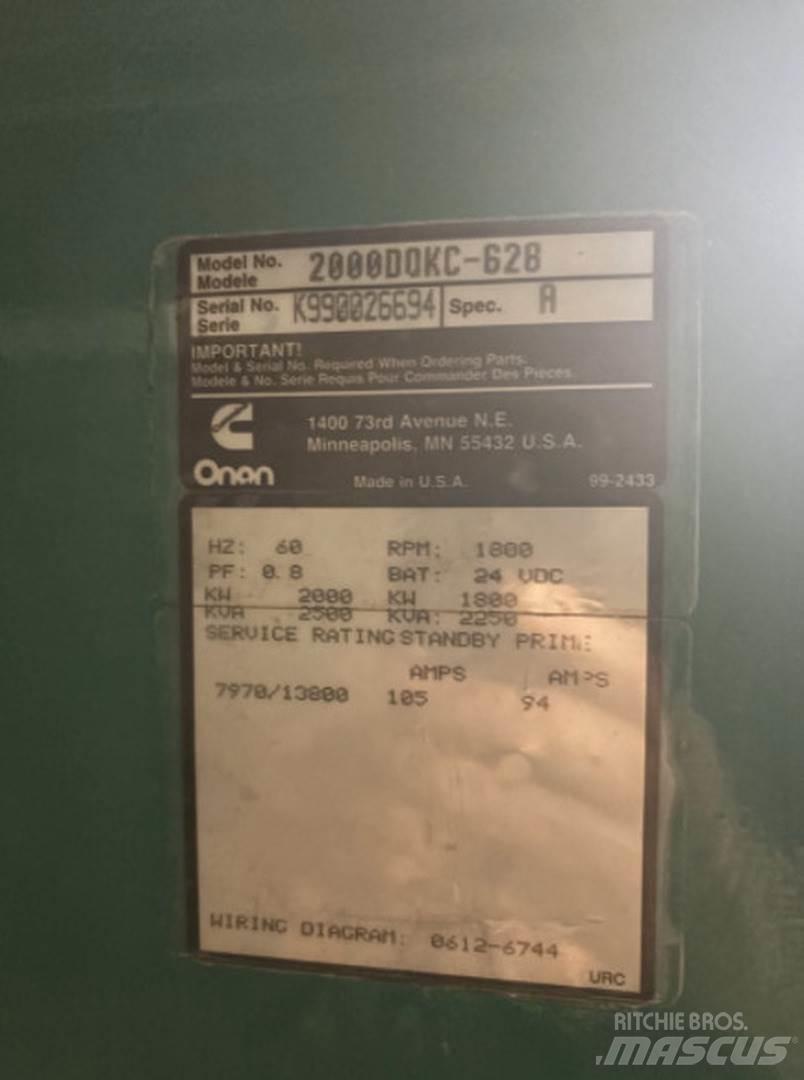 Model No. 2000DQKC-628
Modele
Serial No. K990026694 Spec. A
Serie
IMPORTANT!
Model & Serial No. Required When Ordering Parts.
Modele & No. Serie Requis Pour Commander Des Pieces.
1400 73rd Avenue N.E.
Minneapolis, MN 55432 U.S.A.
Onan
Made in U.S.A. 99-2433
HZ: 60 RPM: 1800
PF: 0.8 BAT: 24 VDC
KW 2000 KW 1800
KVA 2500 KVA: 2250
SERVICE RATING STANDBY PRIME
AMPS AMPS
7970/13800 105 94
WIRING DIAGRAM: 0612-6744
URC
RITCHIE BROS.
MASCUS